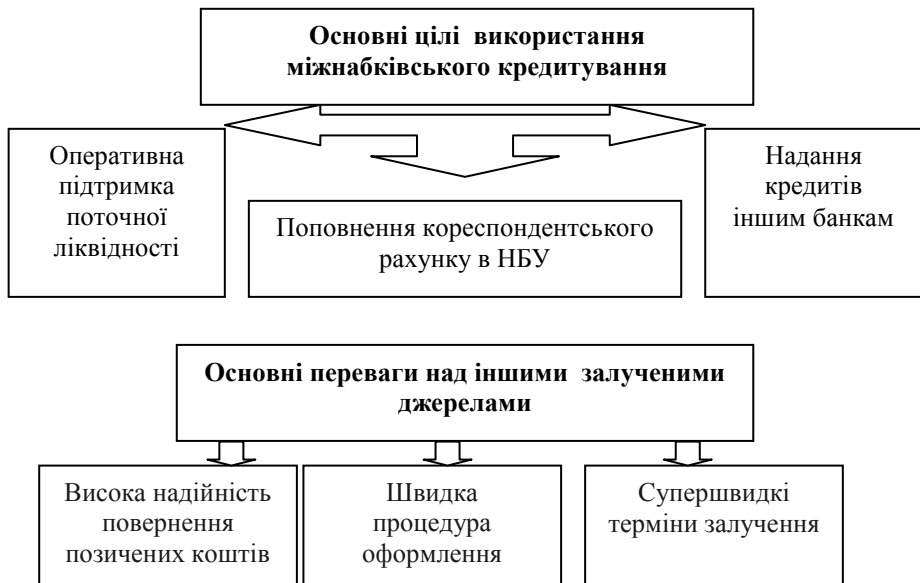 Основні цілі використання
міжнабківського кредитування
Оперативна
підтримка
поточної
ліквідності
Поповнення кореспондентського
рахунку в НБУ
Надання
кредитів
іншим банкам
Основні переваги над іншими залученими
джерелами
Висока надійність
повернення
позичених коштів
Швидка
процедура
оформлення
Супершвидкі
терміни залучення